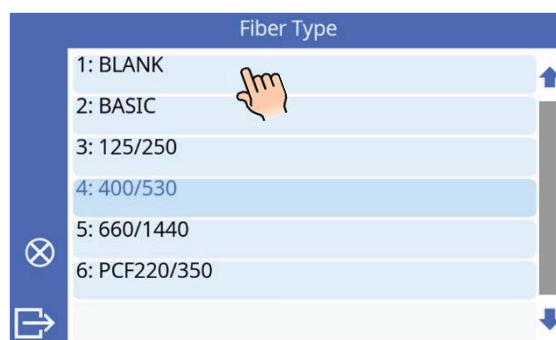 Fiber Type
1: BLANK
2: BASIC
3: 125/250
4: 400/530
5: 660/1440
6: PCF220/350